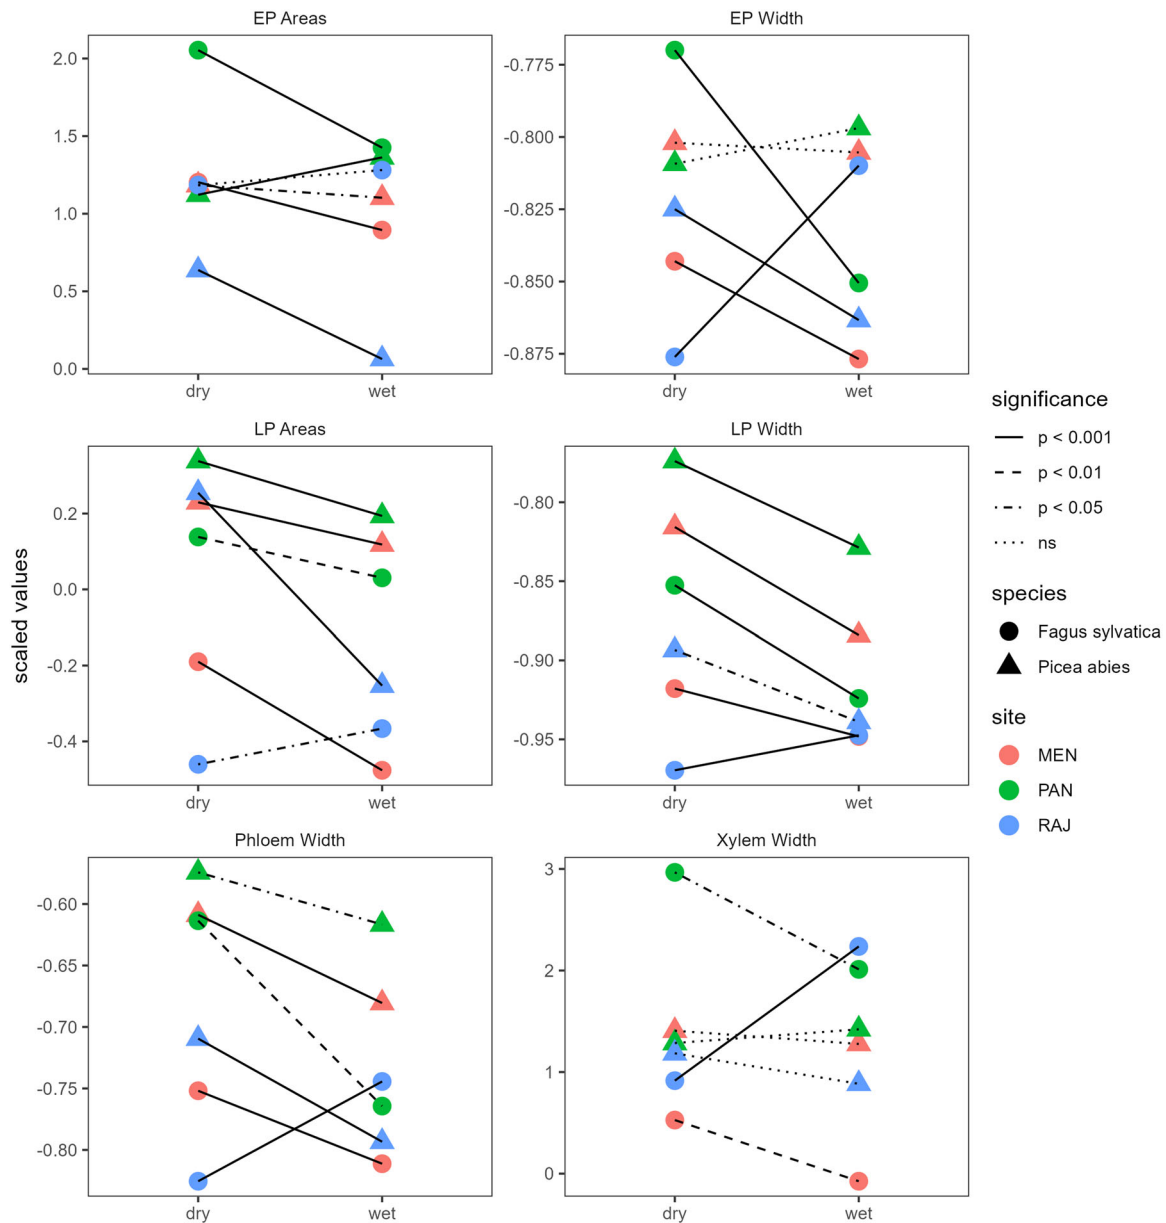 EP Areas
EP Width
2.0
1.5
1.0
0.5
0.0
dry
wet
-0.775
-0.800
-0.825
-0.850
-0.875
dry
wet
LP Areas
LP Width
scaled values
0.2
0.0
-0.2
-0.4
dry
wet
-0.80
-0.85
-0.90
-0.95
dry
wet
Phloem Width
Xylem Width
-0.60
-0.65
-0.70
-0.75
-0.80
dry
wet
3
2
1
0
dry
wet
significance
p < 0.001
p < 0.01
p < 0.05
ns
species
Fagus sylvatica
Picea abies
site
MEN
PAN
RAJ